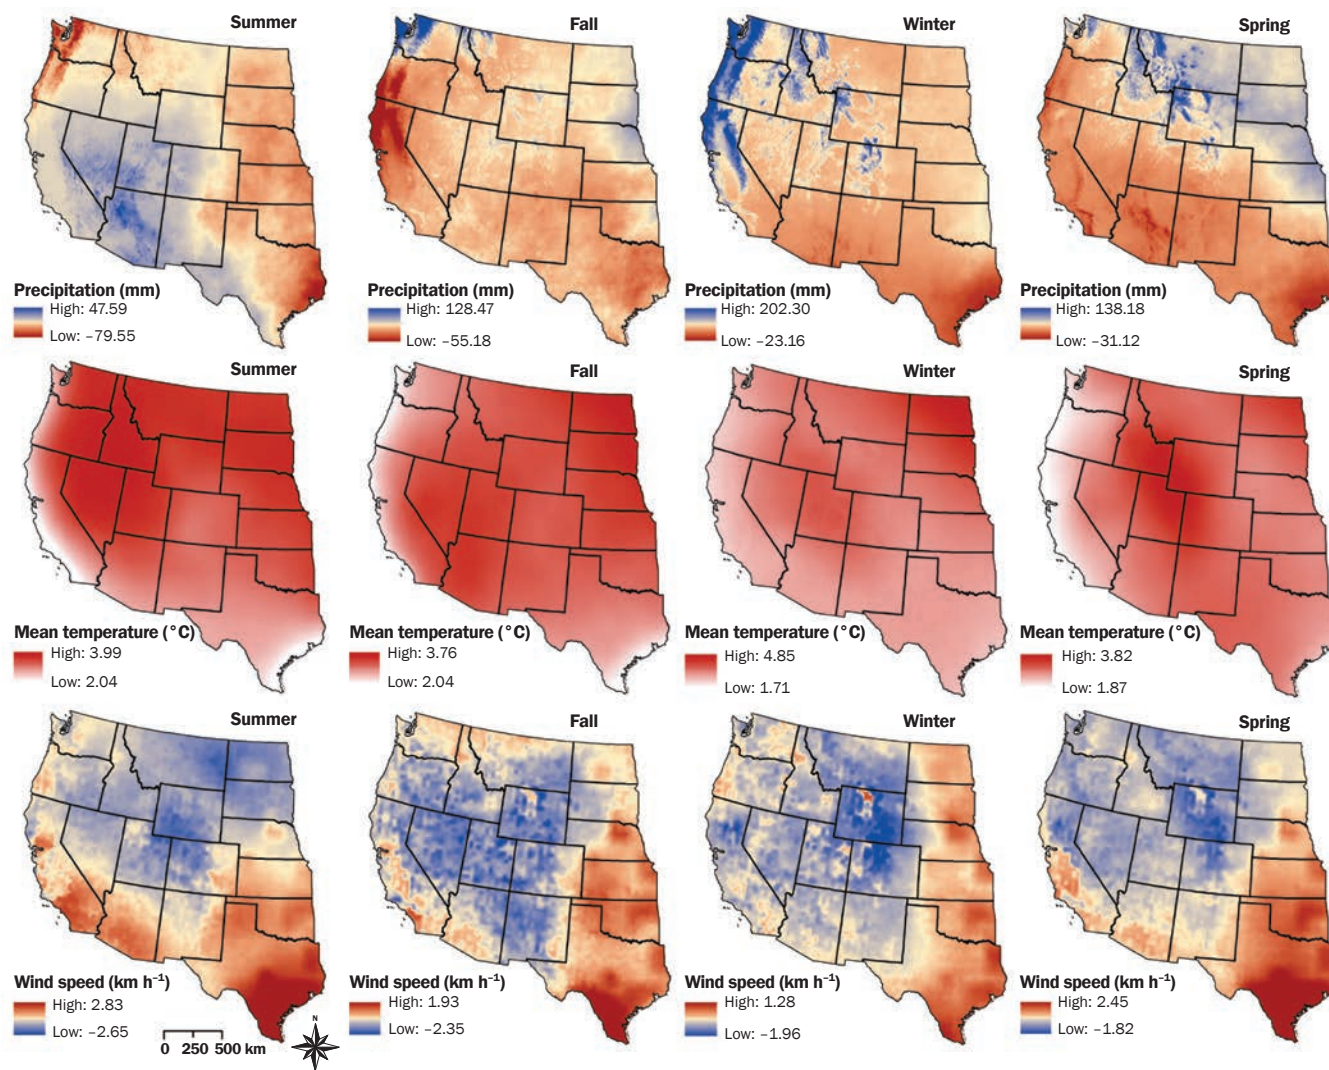 Summer
Fall
Winter
Spring
Precipitation (mm)
High: 47.59
Low: –79.55
Precipitation (mm)
High: 128.47
Low: –55.18
Precipitation (mm)
High: 202.30
Low: –23.16
Precipitation (mm)
High: 138.18
Low: –31.12
Summer
Fall
Winter
Spring
Mean temperature (°C)
High: 3.99
Low: 2.04
Mean temperature (°C)
High: 3.76
Low: 2.04
Mean temperature (°C)
High: 4.85
Low: 1.71
Mean temperature (°C)
High: 3.82
Low: 1.87
Summer
Fall
Winter
Spring
Wind speed (km h⁻¹)
High: 2.83
Low: –2.65
Wind speed (km h⁻¹)
High: 1.93
Low: –2.35
Wind speed (km h⁻¹)
High: 1.28
Low: –1.96
Wind speed (km h⁻¹)
High: 2.45
Low: –1.82
0 250 500 km
N